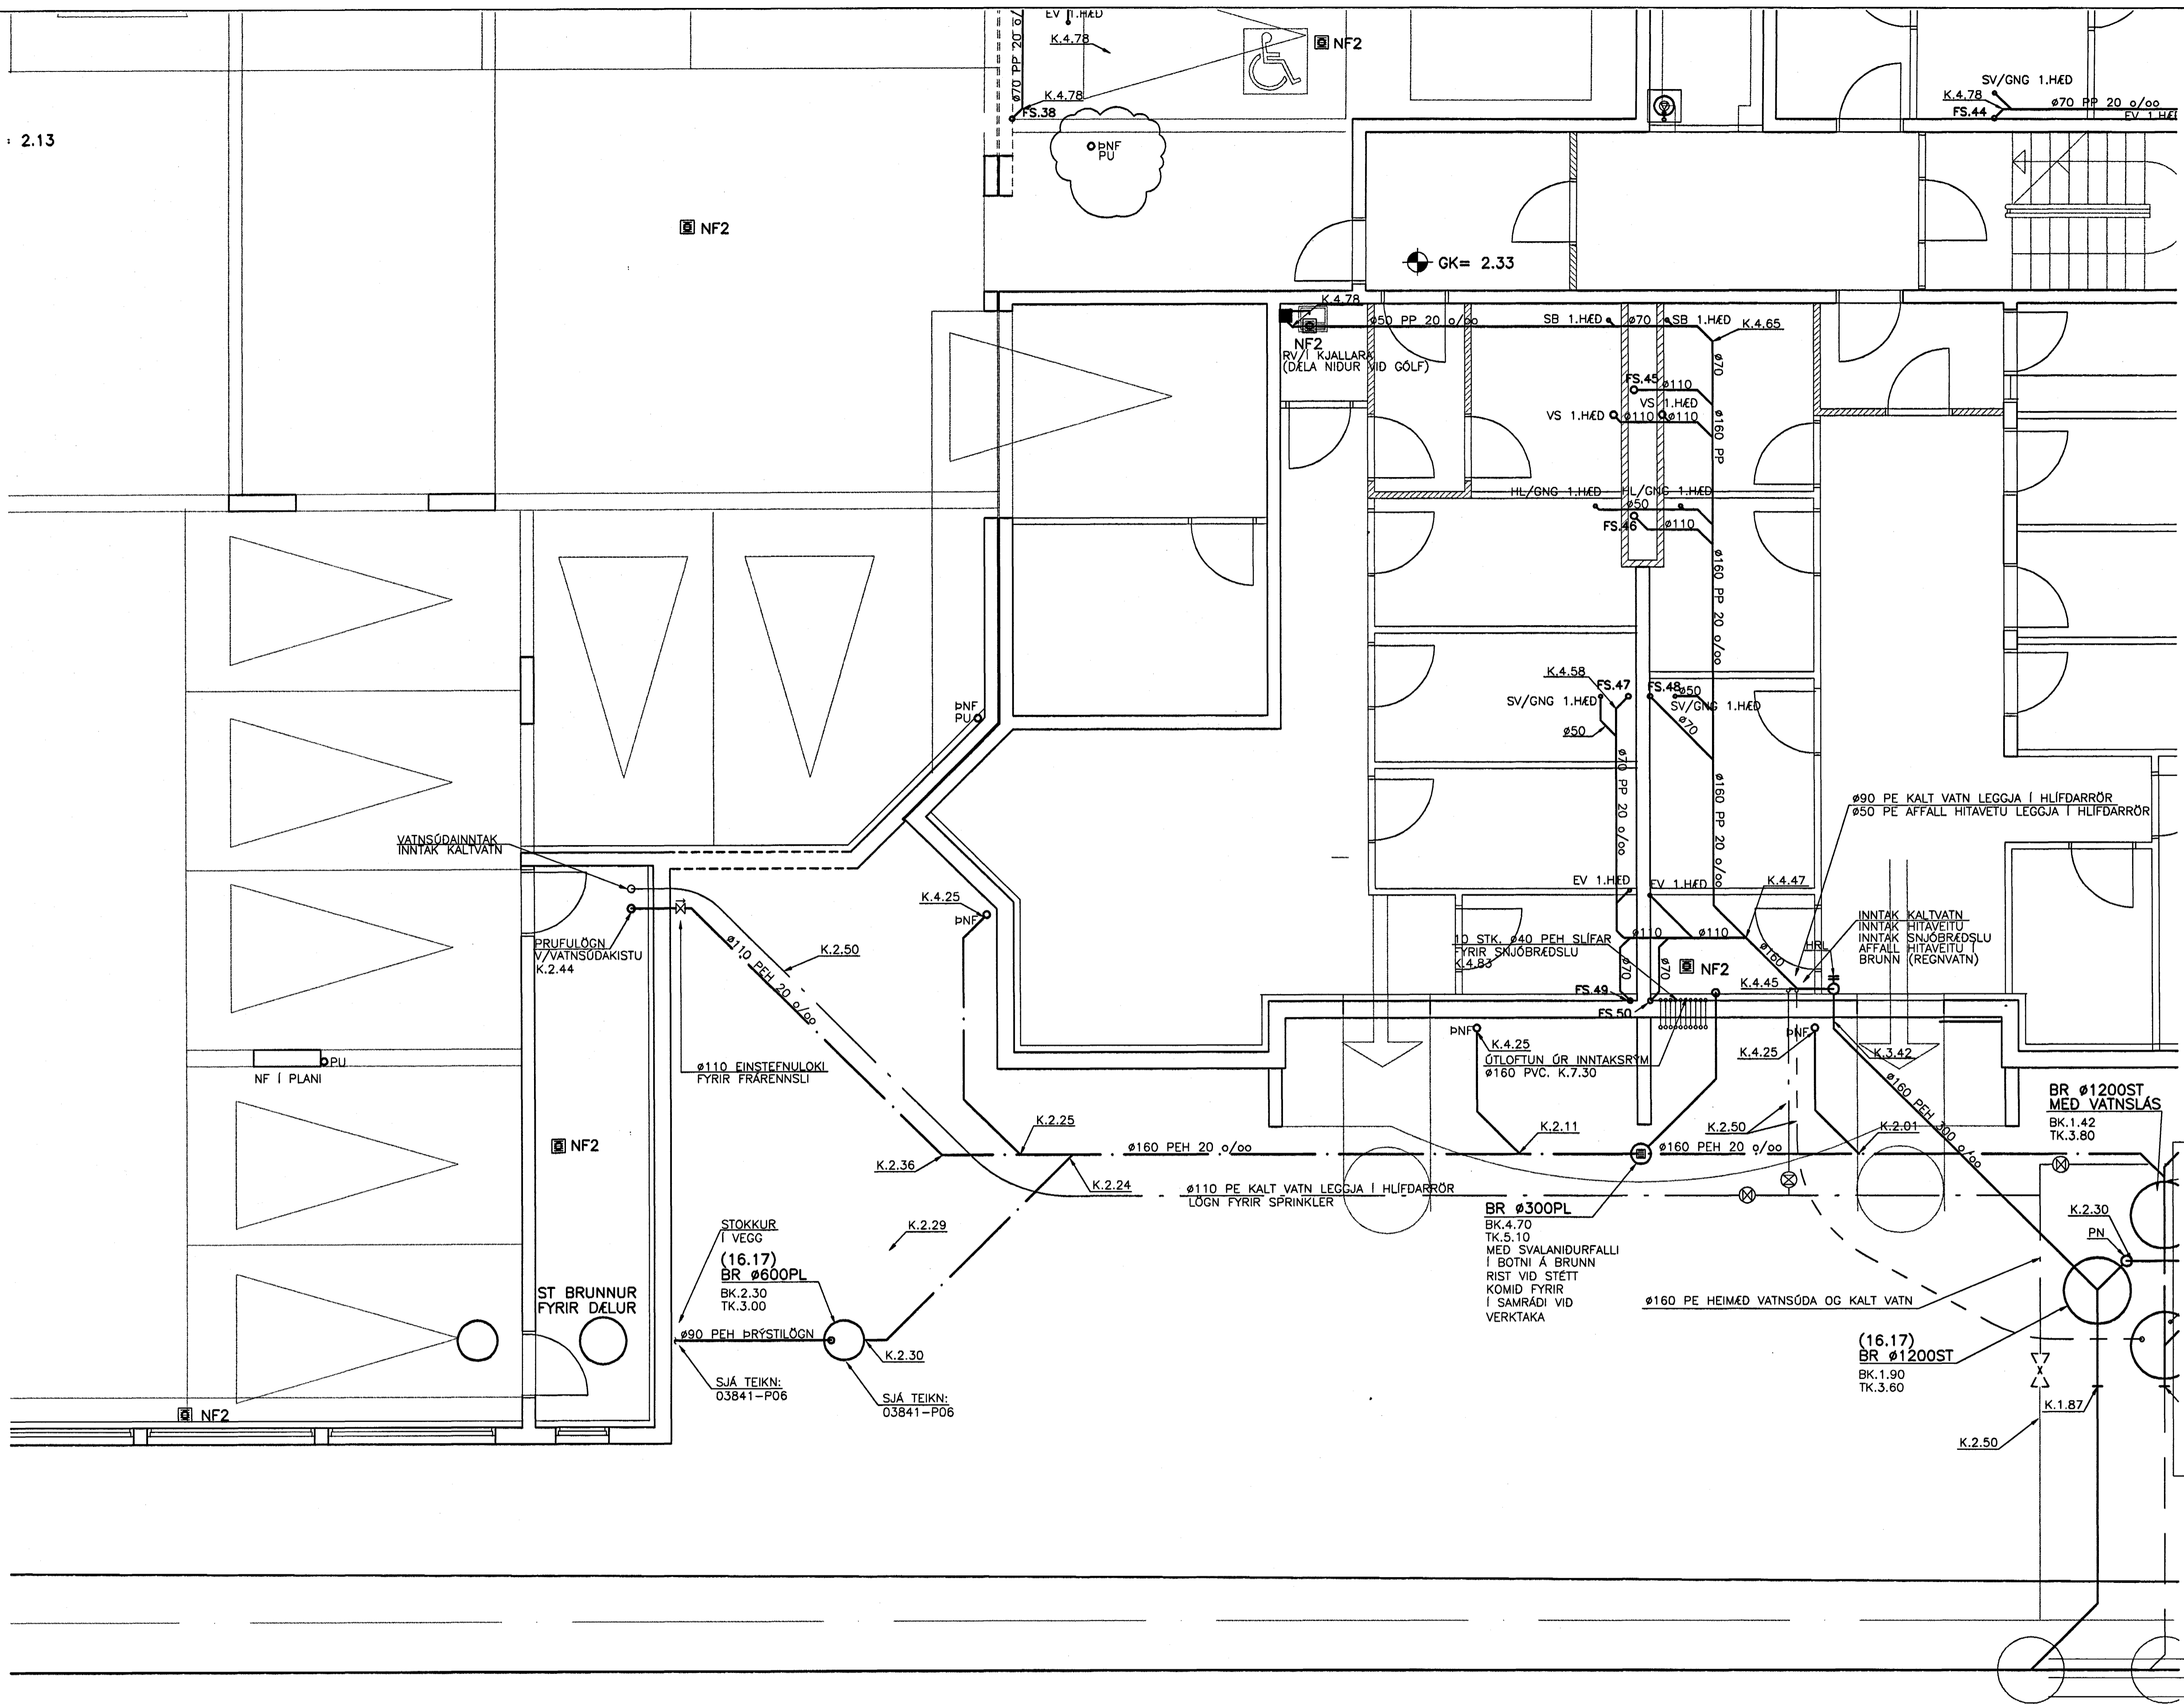 EV 1.HÆD
K.4.78
NF2
ø70 PP 20 o/
K.4.78
FS.38
ÞNF
PU
SV/GNG 1.HÆD
K.4.78
ø70 PP 20 o/oo
FS.44
EV 1.HÆD
: 2.13
NF2
GK= 2.33
K.4.78
ø50 PP 20 o/oo
SB 1.HÆD
ø70
SB 1.HÆD
K.4.65
NF2
RV/Í KJALLARA
(DÆLA NIÐUR VID GÓLF)
ø70
FS.45
ø110
VS 1.HÆD
VS 1.HÆD
ø110
ø110
ø160 PP
HL/GNG 1.HÆD
HL/GNG 1.HÆD
ø50
FS.46
ø110
ø160 PP 20 o/oo
K.4.58
FS.47
FS.48
ø50
SV/GNG 1.HÆD
SV/GNG 1.HÆD
ø70
ø50
ÞNF
PU
ø70 PP 20 o/oo
ø160 PP 20 o/oo
ø90 PE KALT VATN LEGGJA Í HLÍFDARRÖR
ø50 PE AFFALL HITAVETU LEGGJA Í HLÍFDARRÖR
VATNSÚDAINNTAK
INNTAK KALTVATN
EV 1.HÆD
EV 1.HÆD
K.4.47
K.4.25
ÞNF
PRUFULÖGN
V/VATNSÚDAKISTU
K.2.44
ø110 PEH 20 o/oo
K.2.50
10 STK. ø40 PEH SLÍFAR
FYRIR SNJÓBRÆDSLU
K.4.83
ø110
ø110
ø160
ø70
ø70
NF2
HRL
INNTAK KALTVATN
INNTAK HITAVEITU
INNTAK SNJÓBRÆDSLU
AFFALL HITAVEITU Í
BRUNN (REGNVATN)
K.4.45
FS.49
FS.50
ÞNF
K.4.25
ÚTLOFTUN ÚR INNTAKSRÝM
ø160 PVC. K.7.30
ÞNF
K.4.25
K.3.42
PU
NF Í PLANI
ø110 EINSTEFNULOKI
FYRIR FRÁRENNSLI
ø160 PEH 300 o/oo
BR ø1200ST
MED VATNSLÁS
BK.1.42
TK.3.80
NF2
K.2.25
K.2.11
K.2.50
K.2.01
K.2.36
ø160 PEH 20 o/oo
ø160 PEH 20 o/oo
K.2.24
ø110 PE KALT VATN LEGGJA Í HLÍFDARRÖR
LÖGN FYRIR SPRINKLER
BR ø300PL
BK.4.70
TK.5.10
MED SVALANIÐURFALLI
Í BOTNI Á BRUNN
RIST VID STÉTT
KOMID FYRIR
Í SAMRÁDI VID
VERKTAKA
K.2.30
PN
STOKKUR
Í VEGG
K.2.29
(16.17)
BR ø600PL
BK.2.30
TK.3.00
ST BRUNNUR
FYRIR DÆLUR
ø90 PEH ÞRÝSTILÖGN
K.2.30
ø160 PE HEIMÆD VATNSÚDA OG KALT VATN
(16.17)
BR ø1200ST
BK.1.90
TK.3.60
SJÁ TEIKN:
03841-P06
SJÁ TEIKN:
03841-P06
NF2
K.1.87
K.2.50